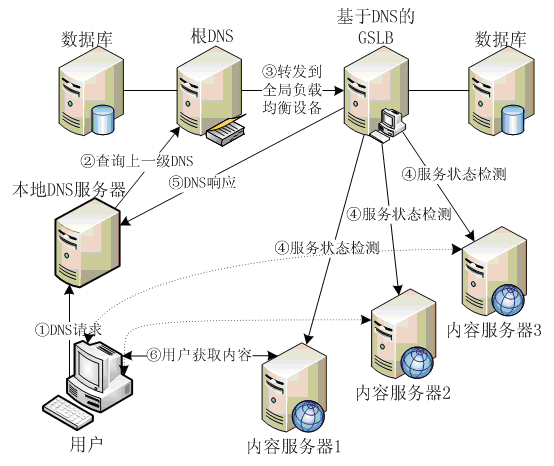 数据库
根DNS
基于DNS的
GSLB
数据库
③转发到
全局负载
均衡设备
②查询上一级DNS
⑤DNS响应
④服务状态检测
本地DNS服务器
④服务状态检测
④服务状态检测
①DNS请求
⑥用户获取内容
内容服务器3
内容服务器2
用户
内容服务器1